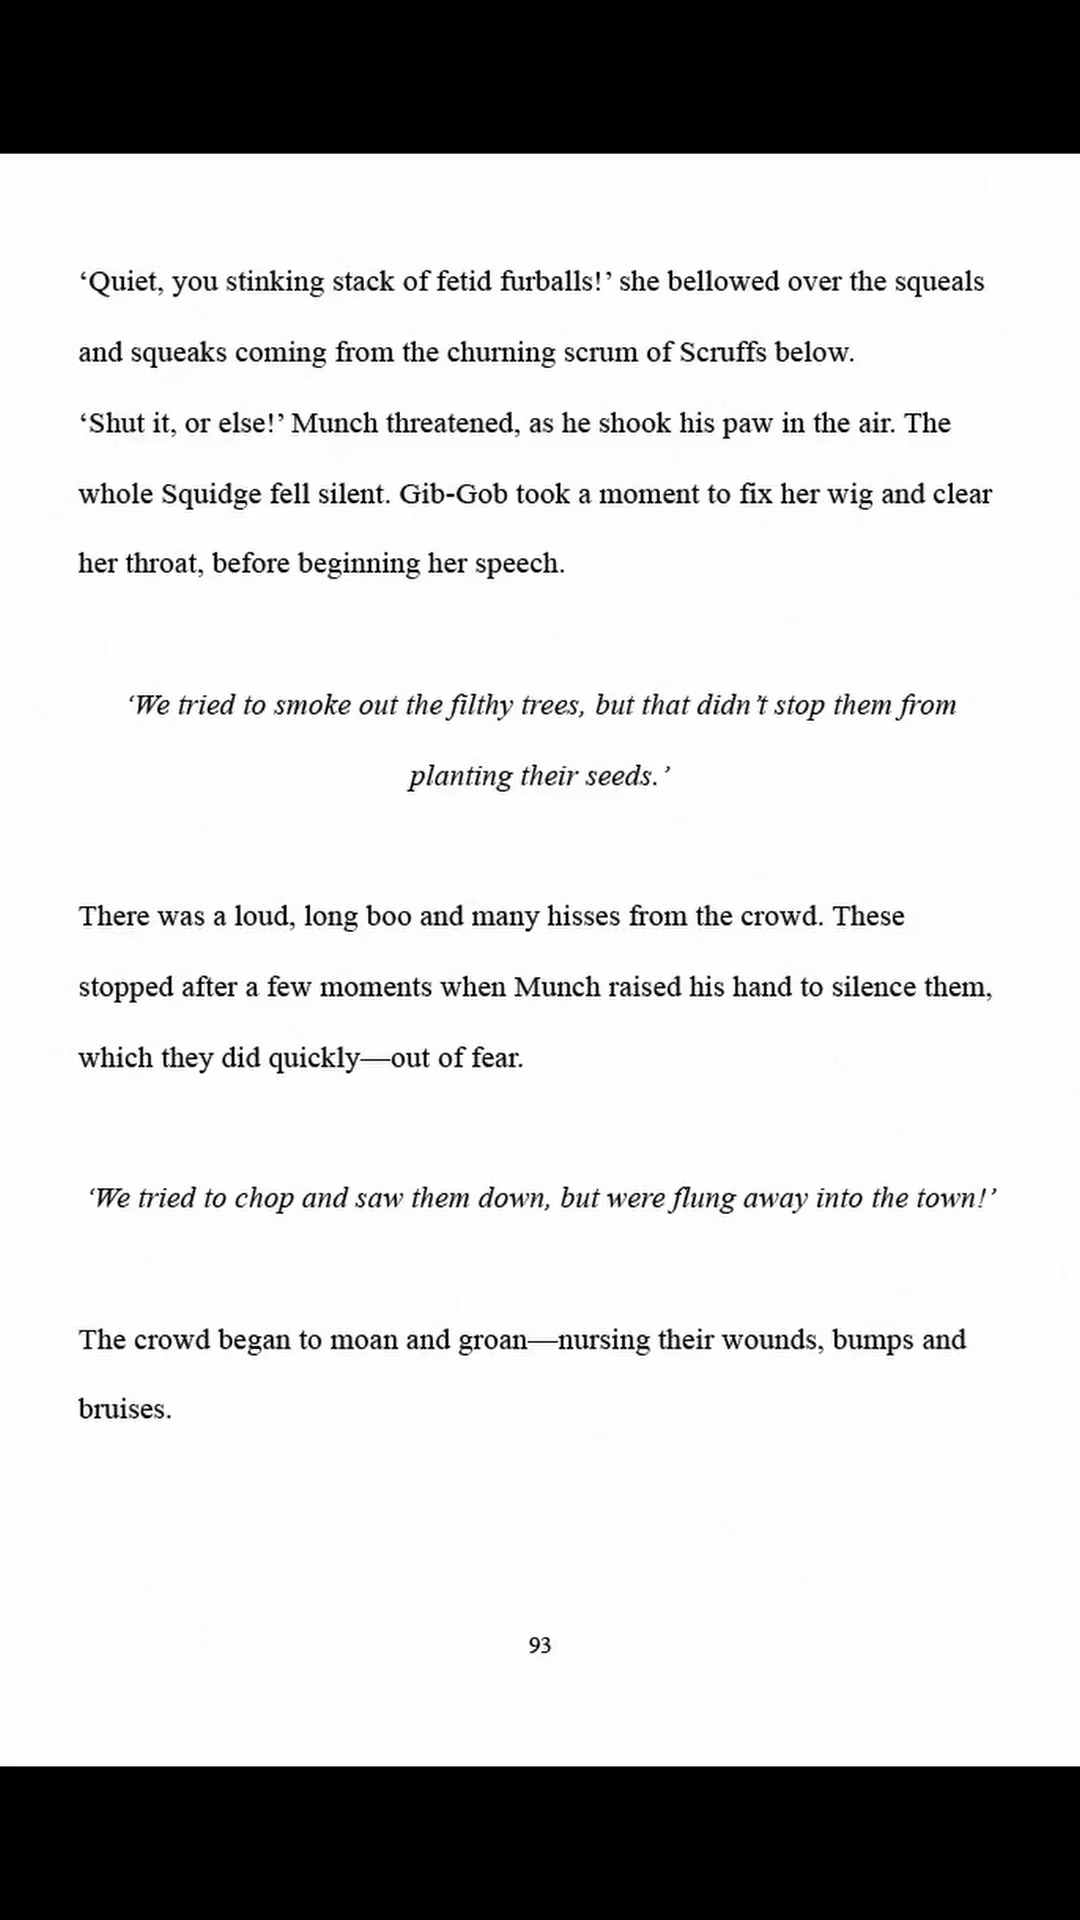 ‘Quiet, you stinking stack of fetid furballs!’ she bellowed over the squeals
and squeaks coming from the churning scrum of Scruffs below.
‘Shut it, or else!’ Munch threatened, as he shook his paw in the air. The
whole Squidge fell silent. Gib-Gob took a moment to fix her wig and clear
her throat, before beginning her speech.
‘We tried to smoke out the filthy trees, but that didn’t stop them from
planting their seeds.’
There was a loud, long boo and many hisses from the crowd. These
stopped after a few moments when Munch raised his hand to silence them,
which they did quickly—out of fear.
‘We tried to chop and saw them down, but were flung away into the town!’
The crowd began to moan and groan—nursing their wounds, bumps and
bruises.
93